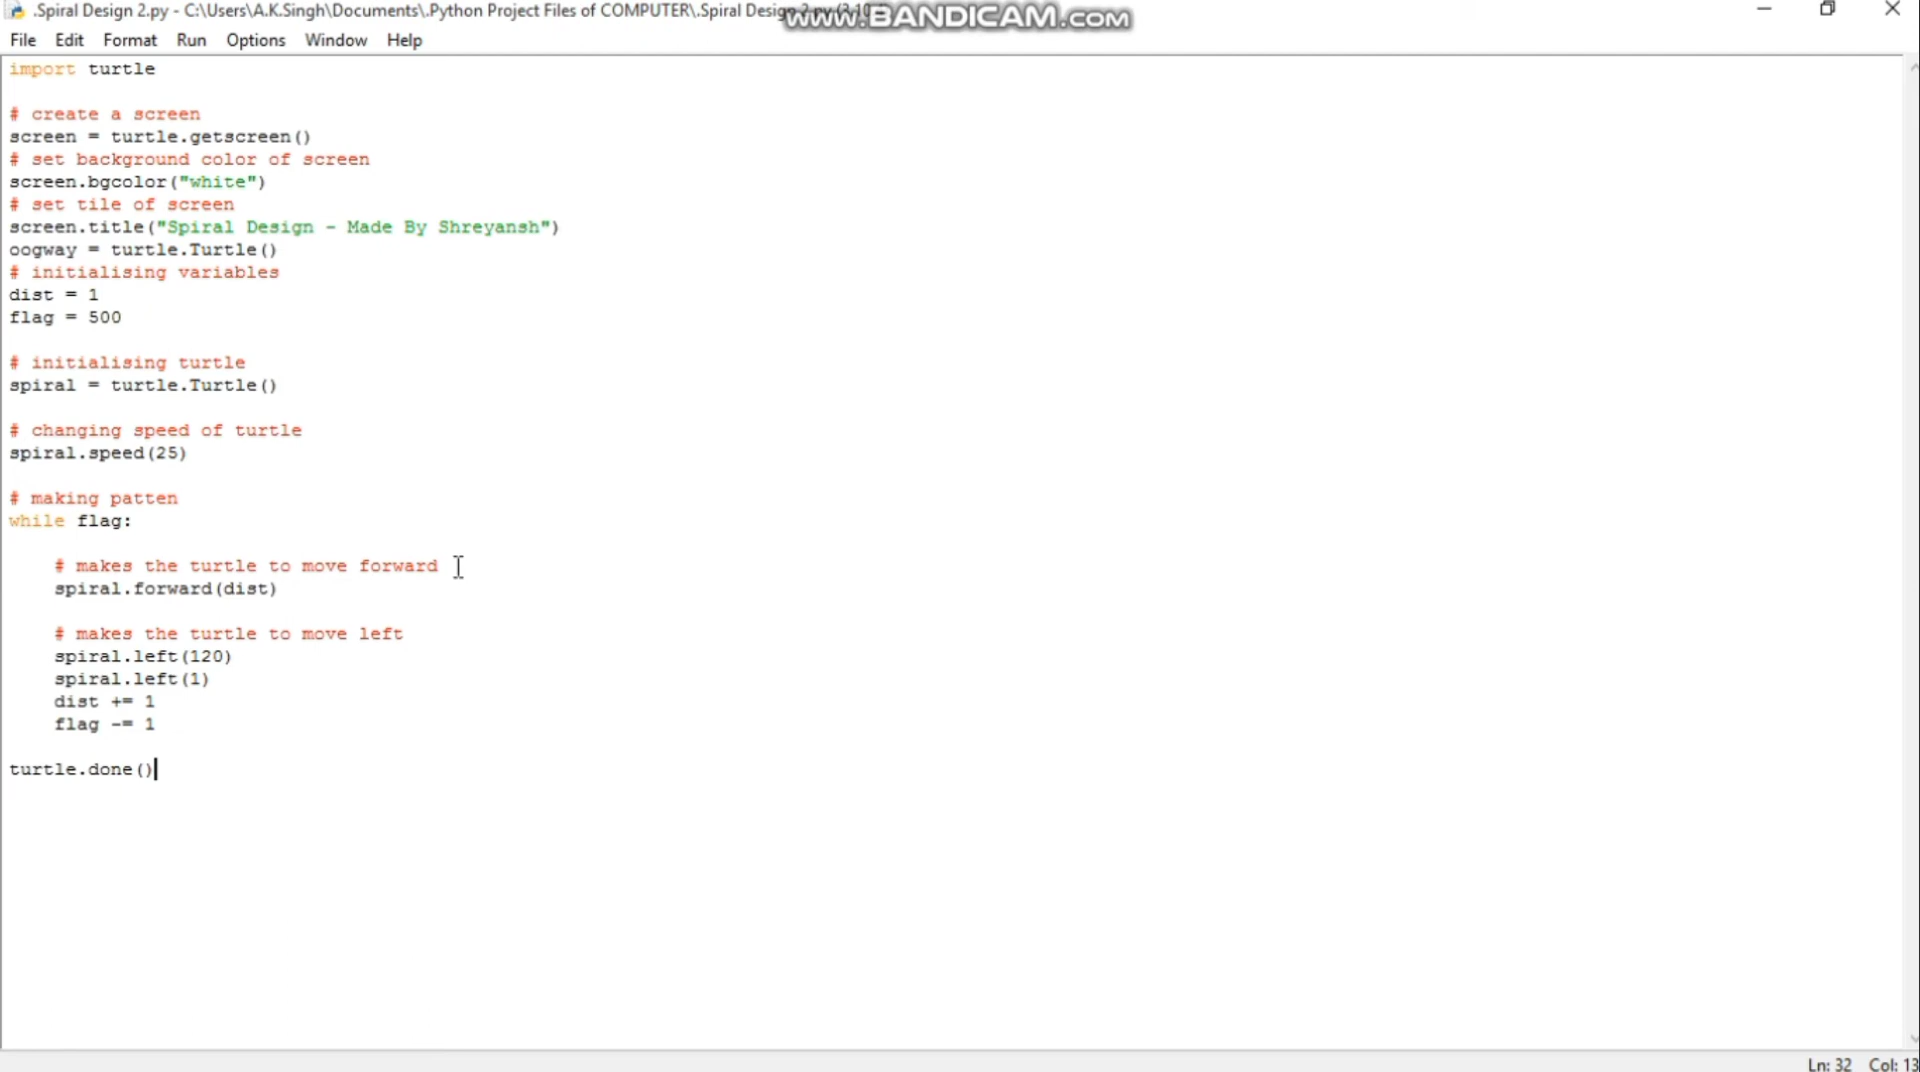 .Spiral Design 2.py - C:\Users\A.K.Singh\Documents\.Python Project Files of COMPUTER\.Spiral Design 2.py (3.10
www.BANDICAM.com
File Edit Format Run Options Window Help
import turtle
# create a screen
screen = turtle.getscreen()
# set background color of screen
screen.bgcolor("white")
# set tile of screen
screen.title("Spiral Design - Made By Shreyansh")
oogway = turtle.Turtle()
# initialising variables
dist = 1
flag = 500
# initialising turtle
spiral = turtle.Turtle()
# changing speed of turtle
spiral.speed(25)
# making patten
while flag:
# makes the turtle to move forward
spiral.forward(dist)
# makes the turtle to move left
spiral.left(120)
spiral.left(1)
dist += 1
flag -= 1
turtle.done()
Ln: 32 Col: 13